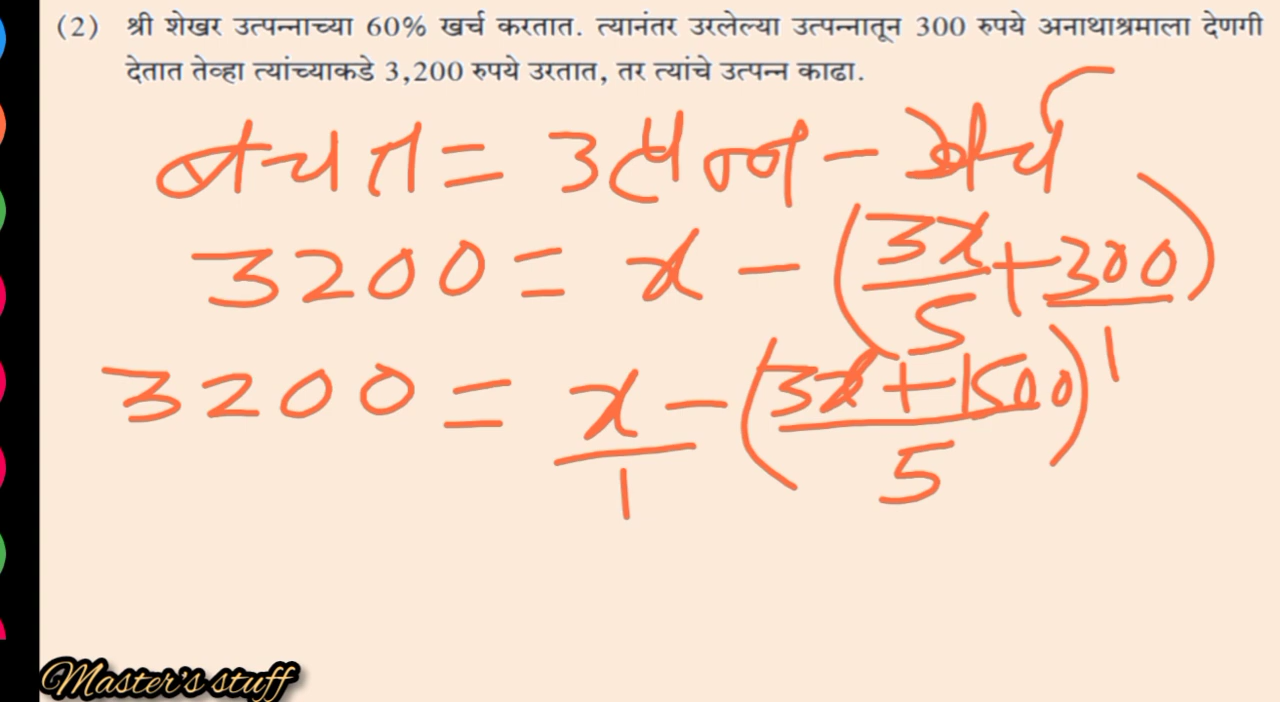 (2) श्री शेखर उत्पन्नाच्या 60% खर्च करतात. त्यानंतर उरलेल्या उत्पन्नातून 300 रुपये अनाथाश्रमाला देणगी
देतात तेव्हा त्यांच्याकडे 3,200 रुपये उरतात, तर त्यांचे उत्पन्न काढा.
बचत = उत्पन्न - खर्च
3200 = x - (3x/5 + 300/1)
3200 = x/1 - (3x+1500)/5
Master's stuff